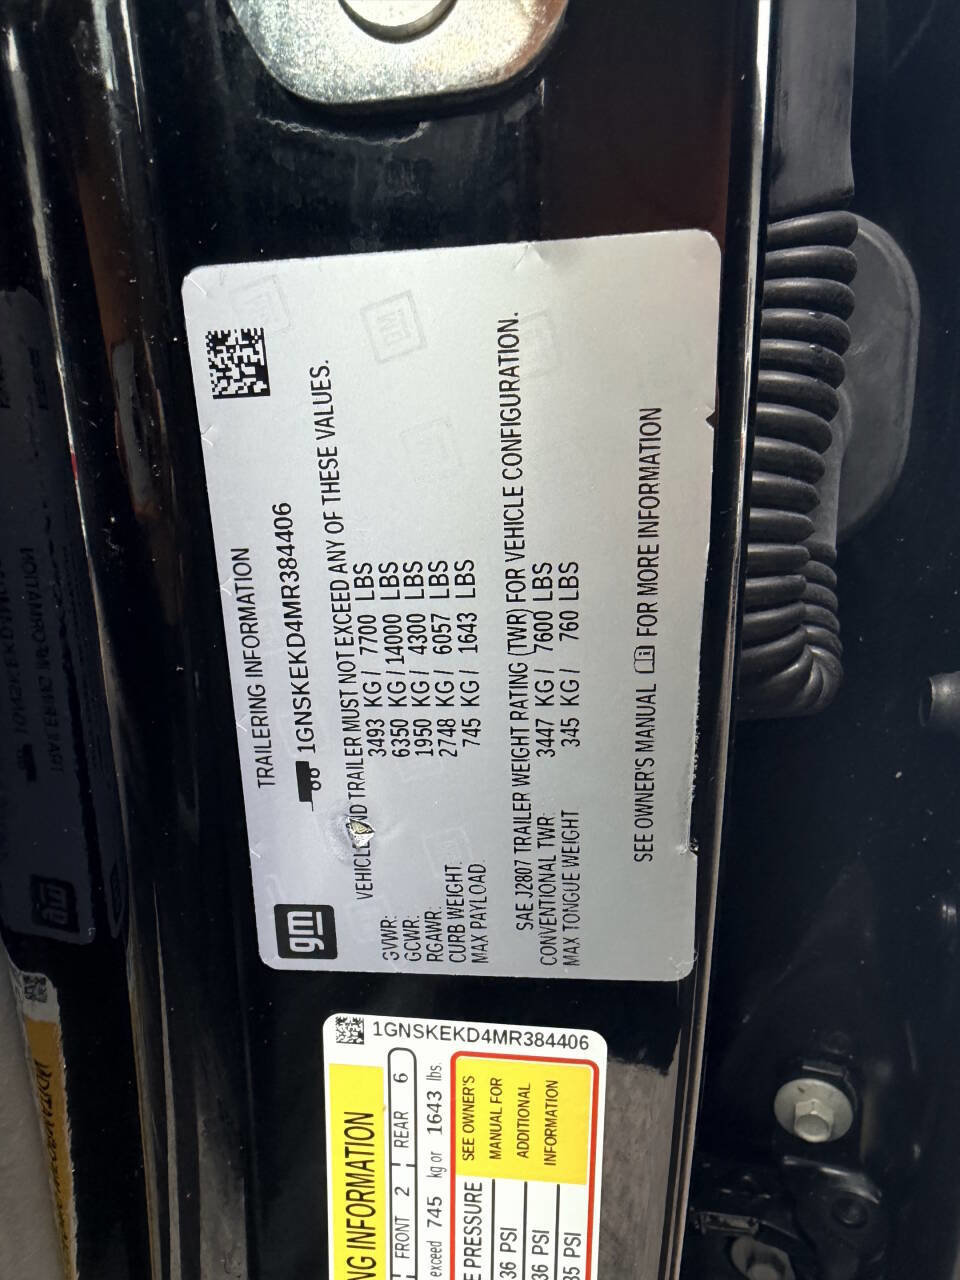 TRAILERING INFORMATION
1GNSKEKD4MR384406
gm
VEHICLE AND TRAILER MUST NOT EXCEED ANY OF THESE VALUES.
GVWR: 3493 KG / 7700 LBS
GCWR: 6350 KG / 14000 LBS
RGAWR: 1950 KG / 4300 LBS
CURB WEIGHT: 2748 KG / 6057 LBS
MAX PAYLOAD: 745 KG / 1643 LBS
SAE J2807 TRAILER WEIGHT RATING (TWR) FOR VEHICLE CONFIGURATION.
CONVENTIONAL TWR: 3447 KG / 7600 LBS
MAX TONGUE WEIGHT 345 KG / 760 LBS
SEE OWNER'S MANUAL FOR MORE INFORMATION
1GNSKEKD4MR384406
NG INFORMATION
FRONT 2 REAR 6
exceed 745 kg or 1643 lbs.
E PRESSURE
SEE OWNER'S
MANUAL FOR
ADDITIONAL
INFORMATION
36 PSI
36 PSI
35 PSI